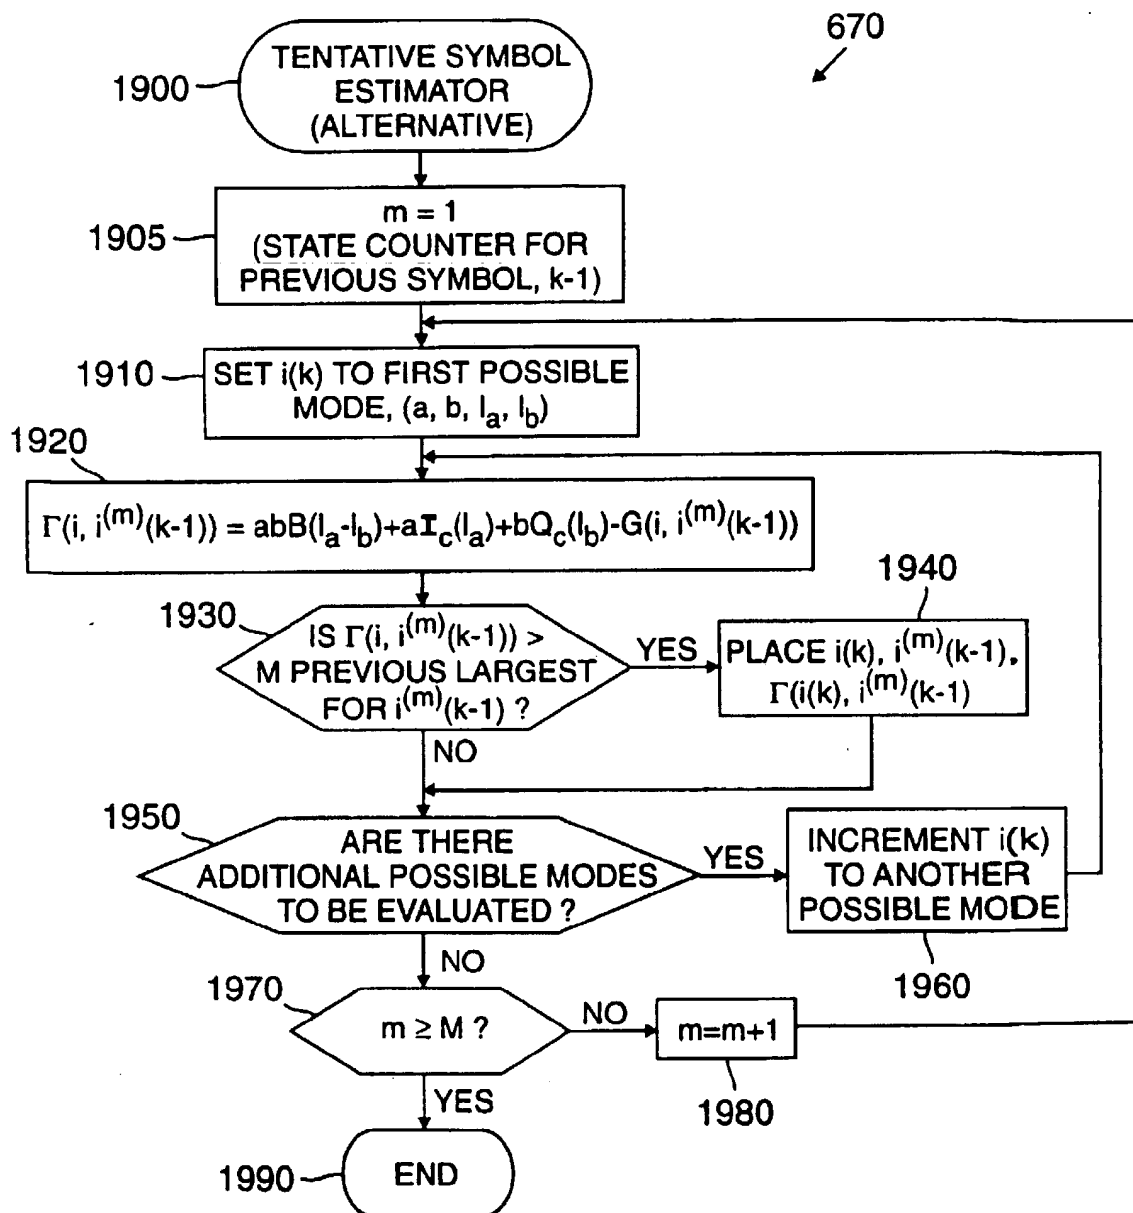 670
1900
TENTATIVE SYMBOL
ESTIMATOR
(ALTERNATIVE)
1905
m = 1
(STATE COUNTER FOR
PREVIOUS SYMBOL, k-1)
1910
SET i(k) TO FIRST POSSIBLE
MODE, (a, b, l_a, l_b)
1920
Γ(i, i^(m)(k-1)) = abB(l_a-l_b)+aI_c(l_a)+bQ_c(l_b)-G(i, i^(m)(k-1))
1930
IS Γ(i, i^(m)(k-1)) >
M PREVIOUS LARGEST
FOR i^(m)(k-1) ?
YES
1940
PLACE i(k), i^(m)(k-1),
Γ(i(k), i^(m)(k-1)
NO
1950
ARE THERE
ADDITIONAL POSSIBLE MODES
TO BE EVALUATED ?
YES
INCREMENT i(k)
TO ANOTHER
POSSIBLE MODE
1960
NO
1970
m ≥ M ?
NO
m=m+1
1980
YES
1990
END